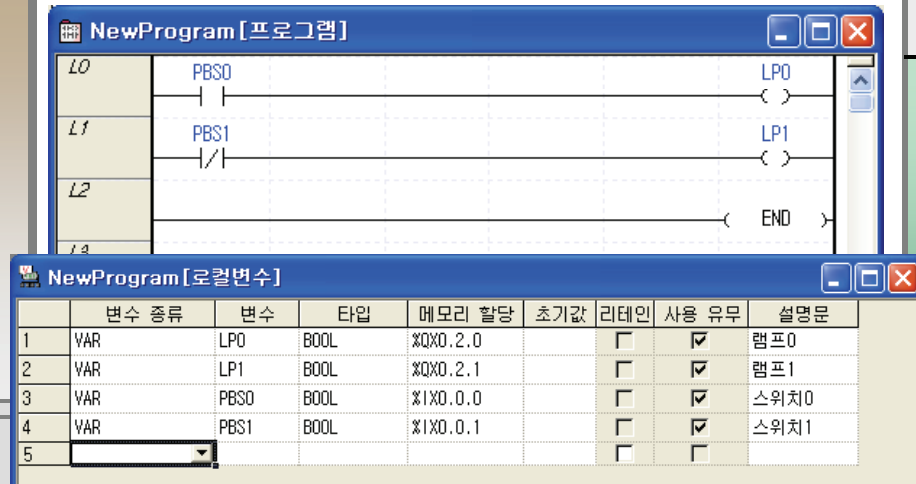 NewProgram[프로그램]
L0 PBS0 LP0
L1 PBS1 LP1
L2
END
NewProgram[로컬변수]
변수 종류 변수 타입 메모리 할당 초기값 리테인 사용 유무 설명문
1 VAR LP0 BOOL %QX0.2.0 램프0
2 VAR LP1 BOOL %QX0.2.1 램프1
3 VAR PBS0 BOOL %IX0.0.0 스위치0
4 VAR PBS1 BOOL %IX0.0.1 스위치1
5